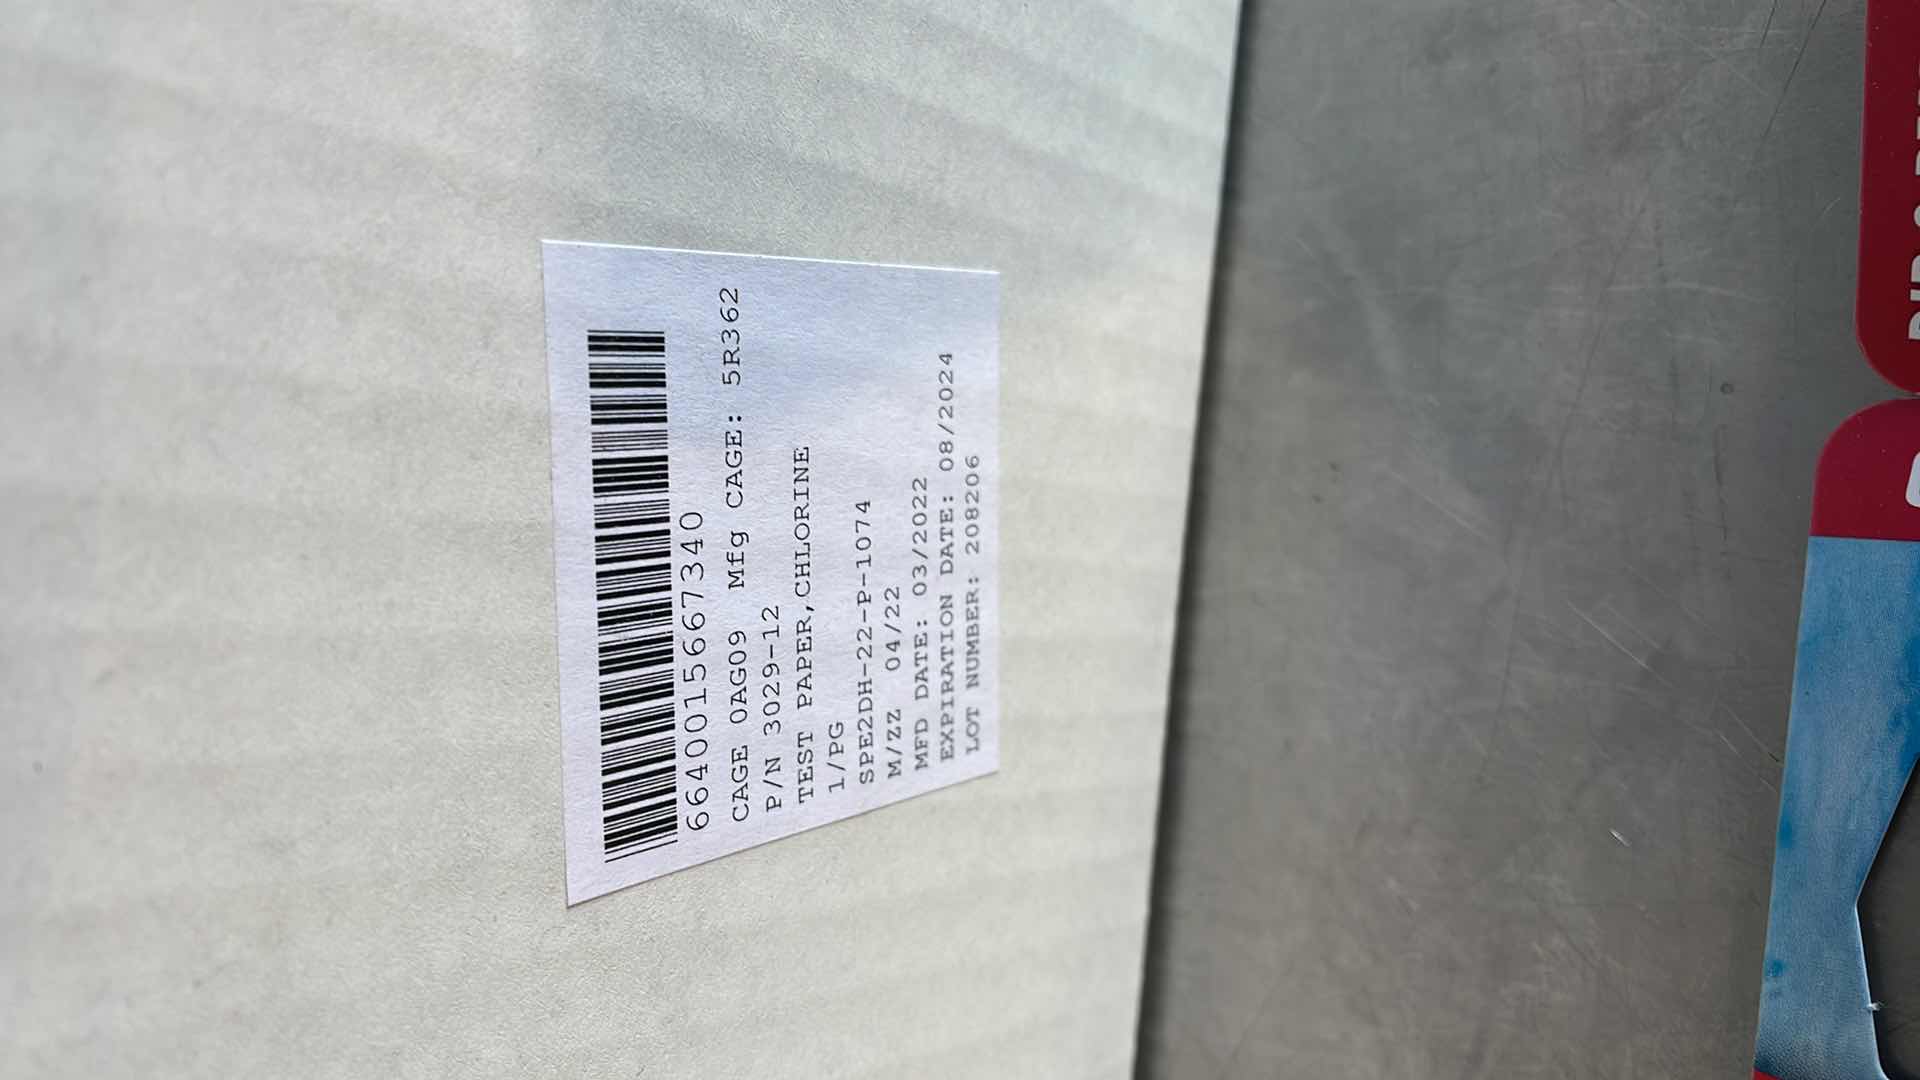 6640015667340
CAGE 0AG09 Mfg CAGE: 5R362
P/N 3029-12
TEST PAPER,CHLORINE
1/PG
SPE2DH-22-P-1074
M/ZZ 04/22
MFD DATE: 03/2022
EXPIRATION DATE: 08/2024
LOT NUMBER: 208206